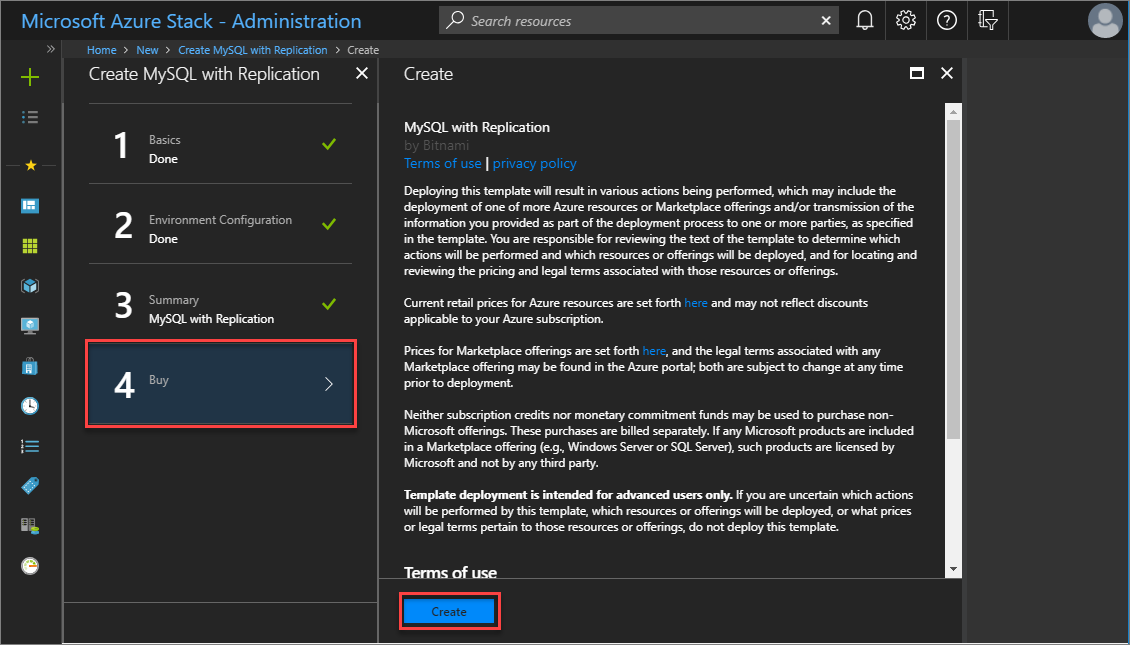 Microsoft Azure Stack - Administration
Search resources
Home > New > Create MySQL with Replication > Create
Create MySQL with Replication
1
Basics
Done
2
Environment Configuration
Done
3
Summary
MySQL with Replication
4
Buy
Create
MySQL with Replication
by Bitnami
Terms of use | privacy policy
Deploying this template will result in various actions being performed, which may include the
deployment of one of more Azure resources or Marketplace offerings and/or transmission of the
information you provided as part of the deployment process to one or more parties, as specified
in the template. You are responsible for reviewing the text of the template to determine which
actions will be performed and which resources or offerings will be deployed, and for locating and
reviewing the pricing and legal terms associated with those resources or offerings.
Current retail prices for Azure resources are set forth here and may not reflect discounts
applicable to your Azure subscription.
Prices for Marketplace offerings are set forth here, and the legal terms associated with any
Marketplace offering may be found in the Azure portal; both are subject to change at any time
prior to deployment.
Neither subscription credits nor monetary commitment funds may be used to purchase non-
Microsoft offerings. These purchases are billed separately. If any Microsoft products are included
in a Marketplace offering (e.g., Windows Server or SQL Server), such products are licensed by
Microsoft and not by any third party.
Template deployment is intended for advanced users only. If you are uncertain which actions
will be performed by this template, which resources or offerings will be deployed, or what prices
or legal terms pertain to those resources or offerings, do not deploy this template.
Terms of use
Create